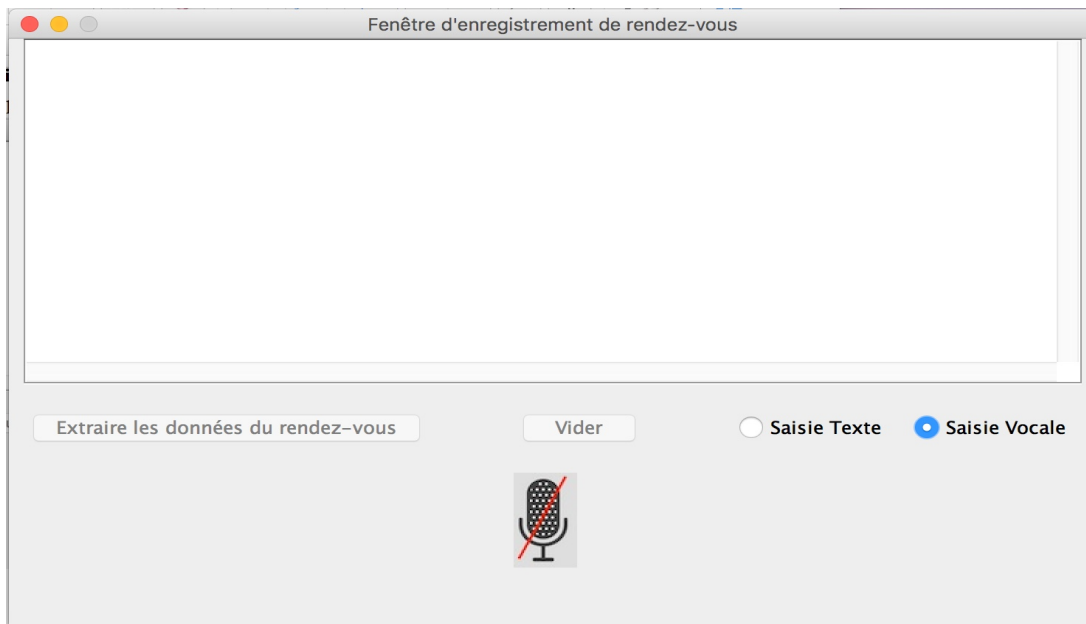 Fenêtre d'enregistrement de rendez-vous
Extraire les données du rendez-vous Vider Saisie Texte Saisie Vocale